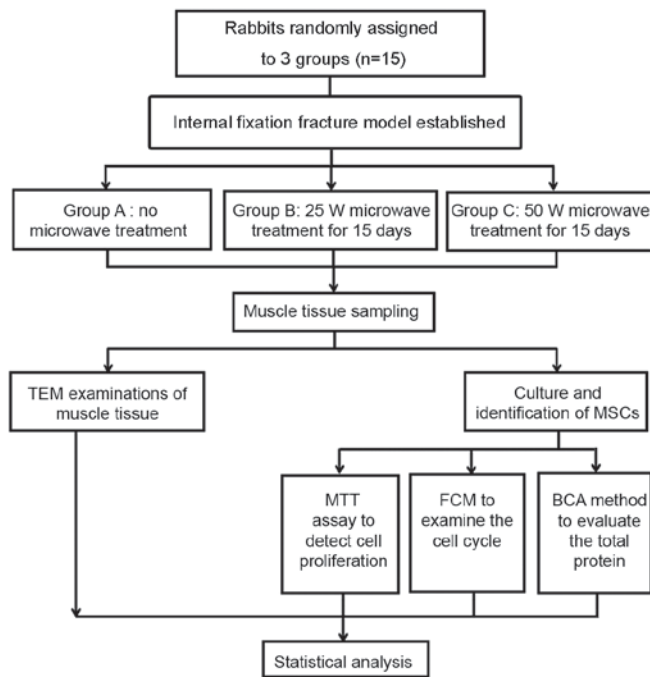 Rabbits randomly assigned
to 3 groups (n=15)
Internal fixation fracture model established
Group A : no
microwave treatment
Group B: 25 W microwave
treatment for 15 days
Group C: 50 W microwave
treatment for 15 days
Muscle tissue sampling
TEM examinations of
muscle tissue
Culture and
identification of MSCs
MTT
assay to
detect cell
proliferation
FCM to
examine the
cell cycle
BCA method
to evaluate
the total
protein
Statistical analysis